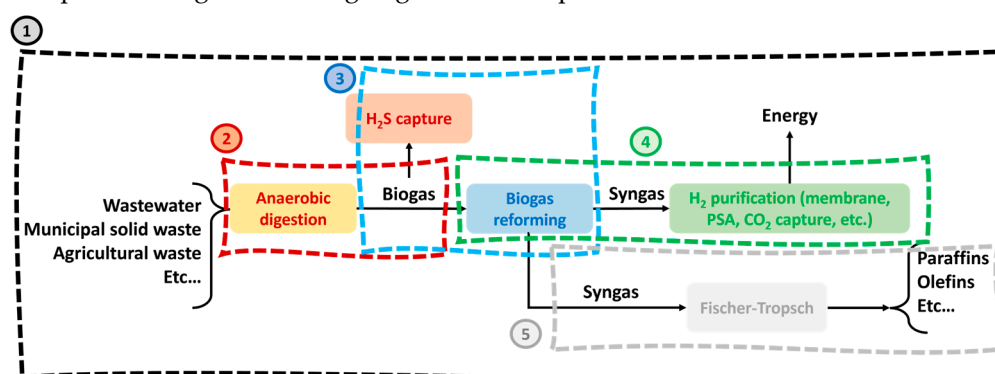 1
3
H₂S capture
2
Energy
4
Anaerobic
digestion
Biogas
Biogas
reforming
Syngas
H₂ purification (membrane,
PSA, CO₂ capture, etc.)
Wastewater
Municipal solid waste
Agricultural waste
Etc...
Syngas
Fischer-Tropsch
Paraffins
Olefins
Etc...
5